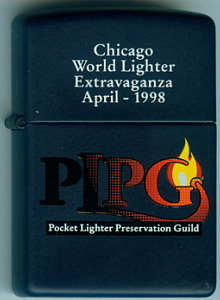 Chicago
World Lighter
Extravaganza
April - 1998
PLPG
Pocket Lighter Preservation Guild